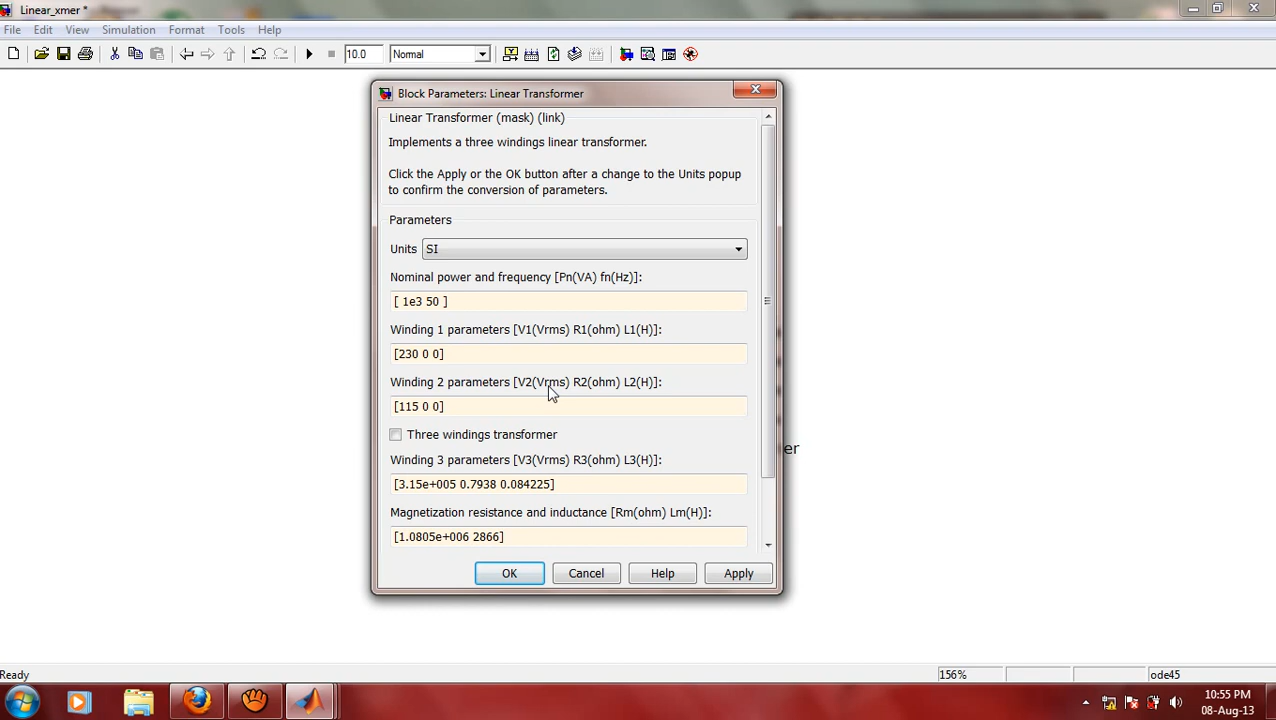 Linear_xmer *
File Edit View Simulation Format Tools Help
10.0 Normal
Block Parameters: Linear Transformer
Linear Transformer (mask) (link)
Implements a three windings linear transformer.
Click the Apply or the OK button after a change to the Units popup
to confirm the conversion of parameters.
Parameters
Units SI
Nominal power and frequency [Pn(VA) fn(Hz)]:
[ 1e3 50 ]
Winding 1 parameters [V1(Vrms) R1(ohm) L1(H)]:
[230 0 0]
Winding 2 parameters [V2(Vrms) R2(ohm) L2(H)]:
[115 0 0]
Three windings transformer
er
Winding 3 parameters [V3(Vrms) R3(ohm) L3(H)]:
[3.15e+005 0.7938 0.084225]
Magnetization resistance and inductance [Rm(ohm) Lm(H)]:
[1.0805e+006 2866]
OK Cancel Help Apply
Ready 156% ode45
10:55 PM
08-Aug-13